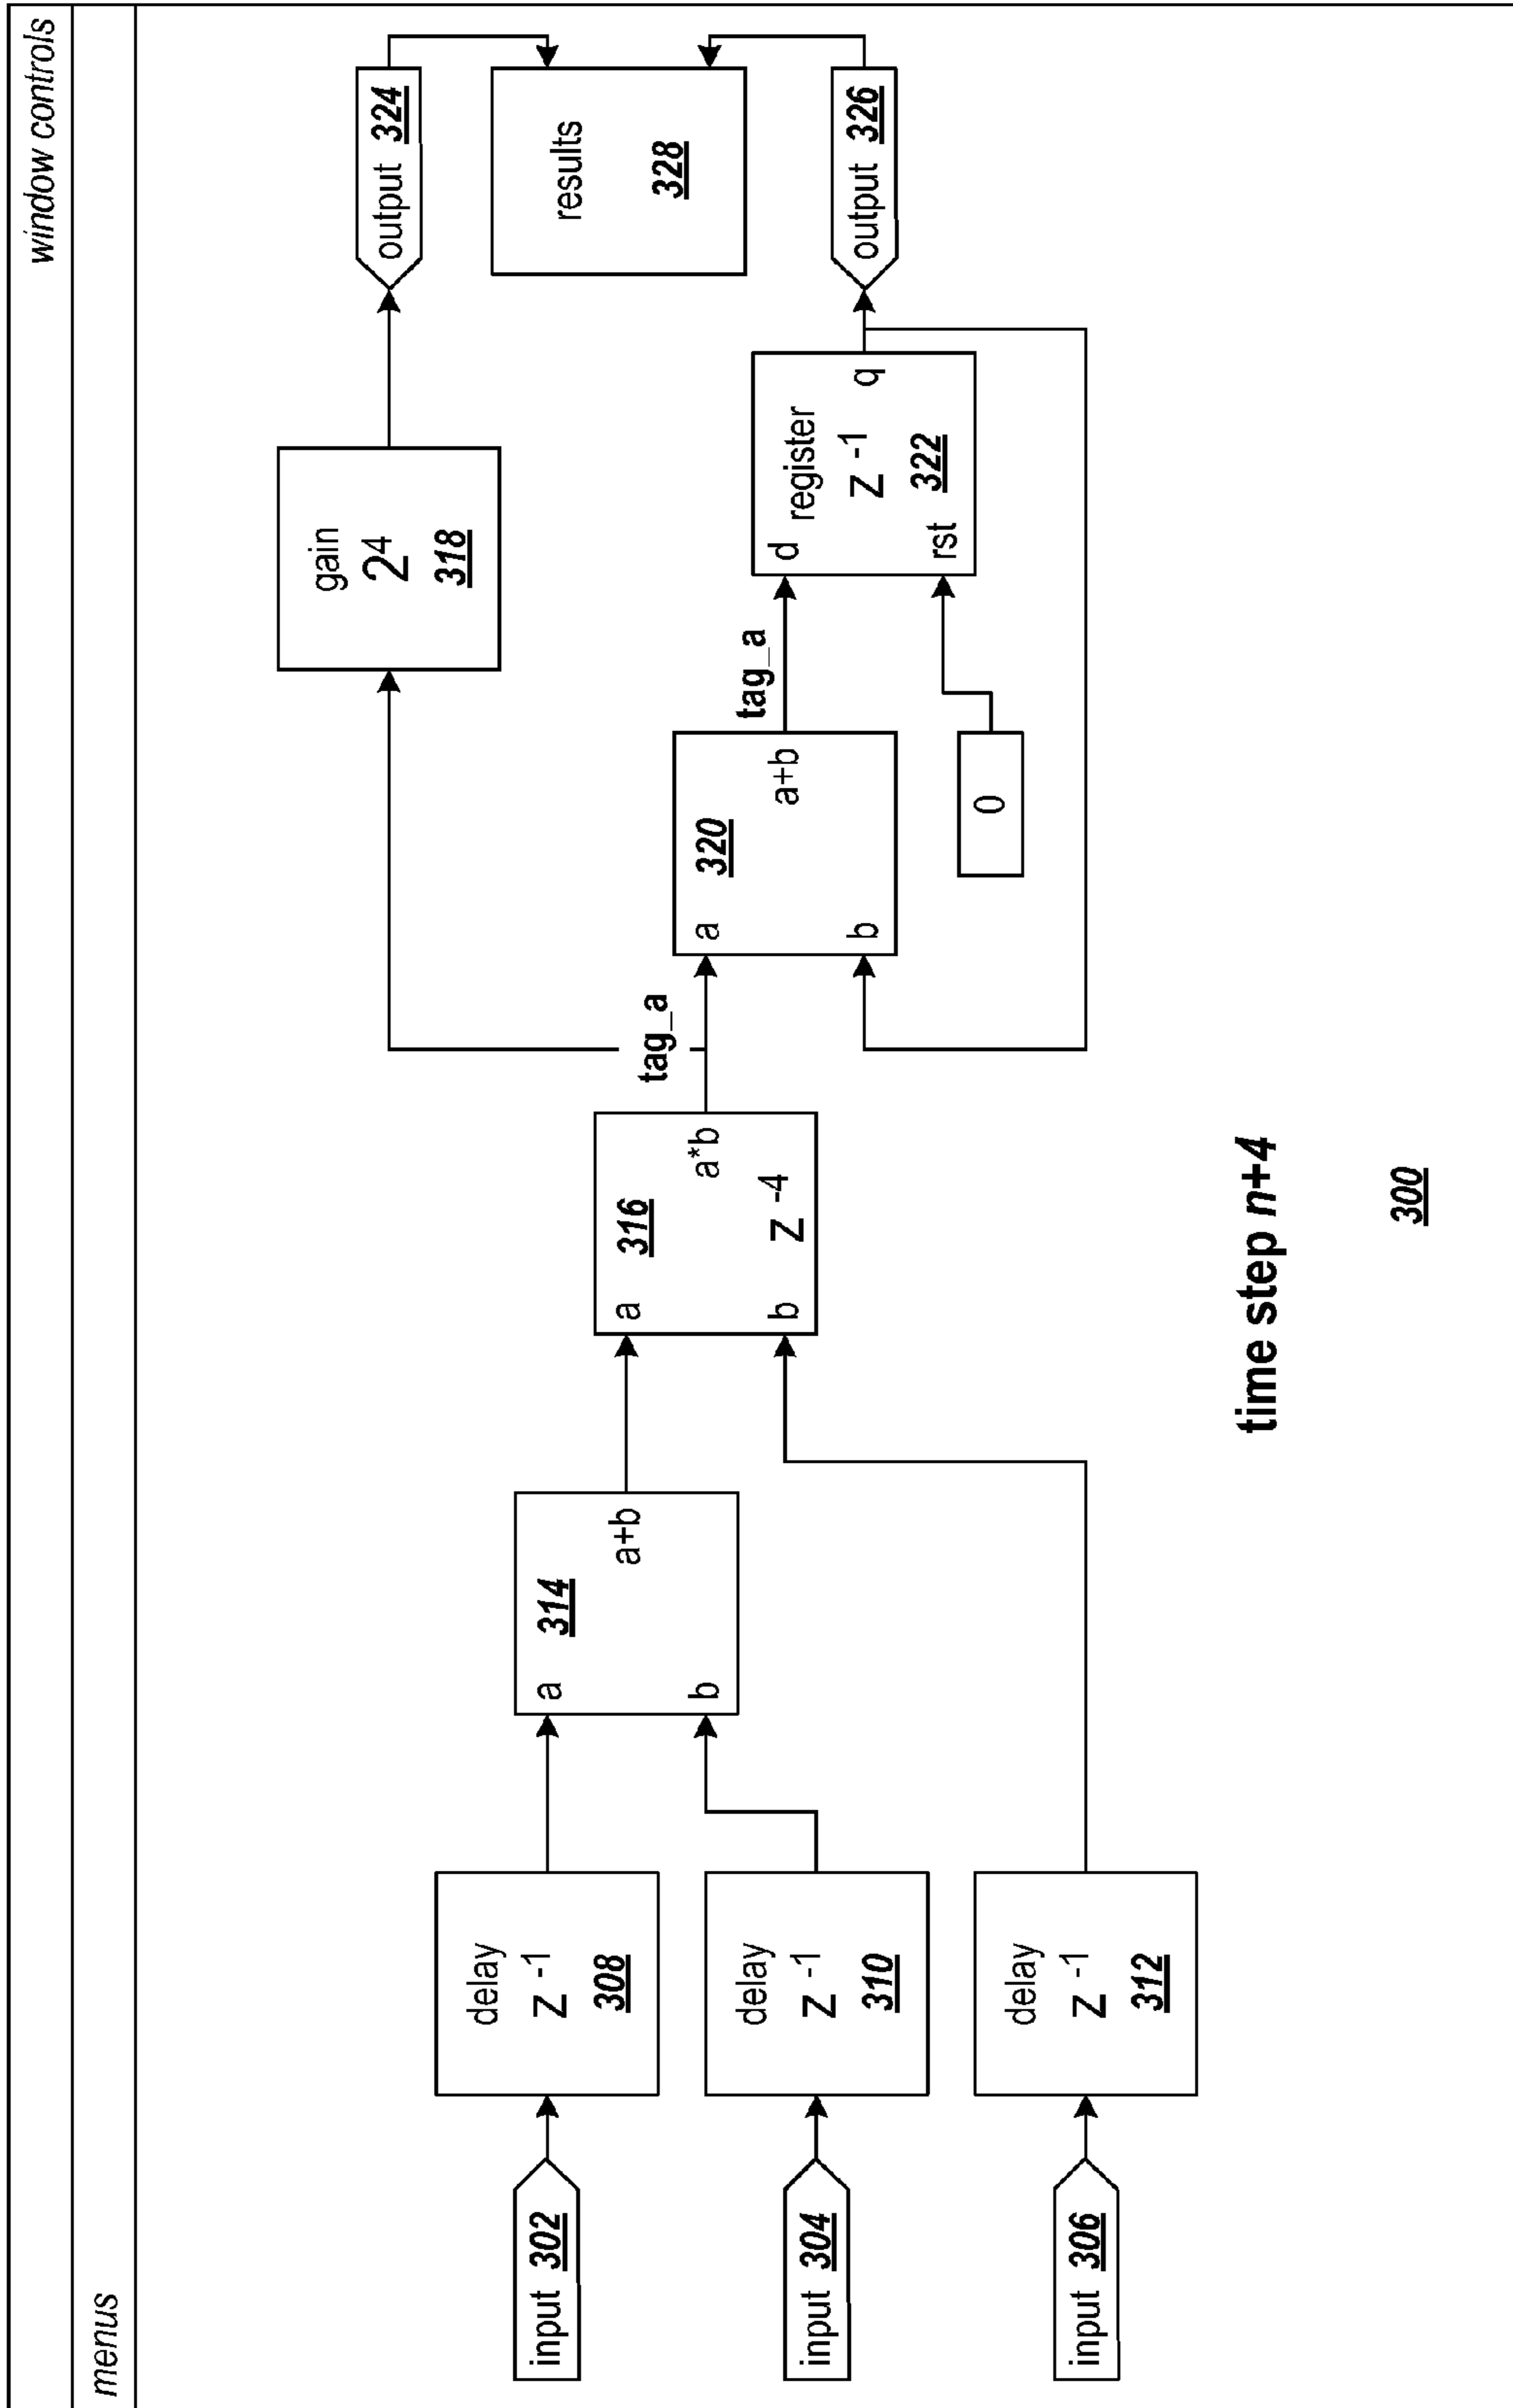 window controls
menus
input 302
delay
Z -1
308
input 304
delay
Z -1
310
input 306
delay
Z -1
312
a
314
a+b
b
a
316
a*b
b
Z -4
tag_a
gain
2^4
318
a
320
a+b
b
tag_a
0
d
register
Z -1
q
rst
322
output 324
results
328
output 326
time step n+4
300